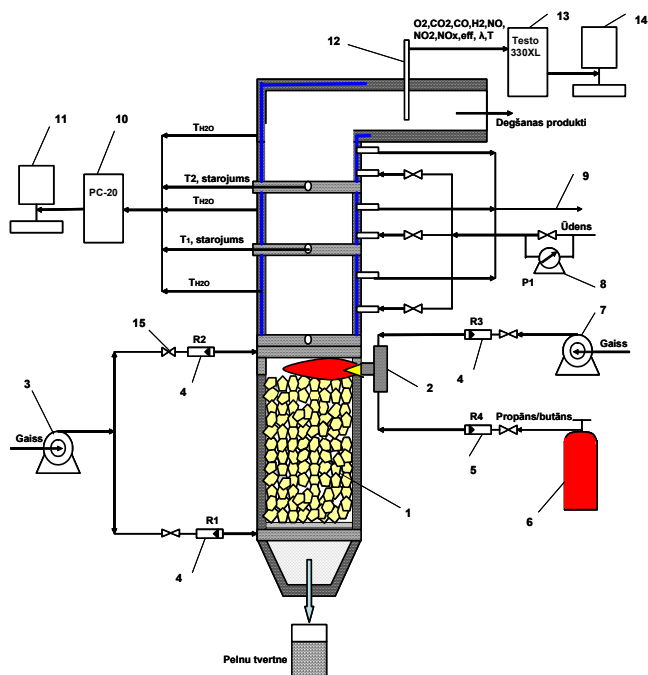 O2,CO2,CO,H2,NO,
NO2,NOx,eff, λ,T
13
14
12
Testo
330XL
Degšanas produkti
11
10
PC-20
TH2O
T2, starojums
TH2O
T1, starojums
TH2O
9
Ūdens
P1
8
15
R2
4
3
Gaiss
R1
4
R3
4
7
Gaiss
2
R4
5
Propāns/butāns
6
1
Pelnu tvertne